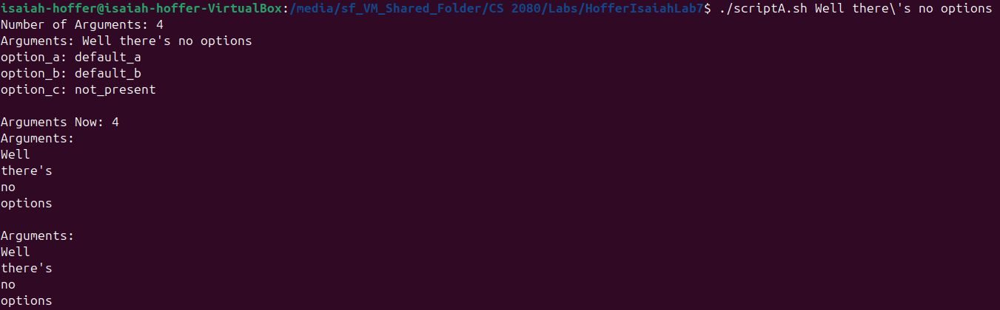 isaiah-hoffer@isaiah-hoffer-VirtualBox:/media/sf_VM_Shared_Folder/CS 2080/Labs/HofferIsaiahLab7$ ./scriptA.sh Well there\'s no options
Number of Arguments: 4
Arguments: Well there's no options
option_a: default_a
option_b: default_b
option_c: not_present

Arguments Now: 4
Arguments:
Well
there's
no
options

Arguments:
Well
there's
no
options